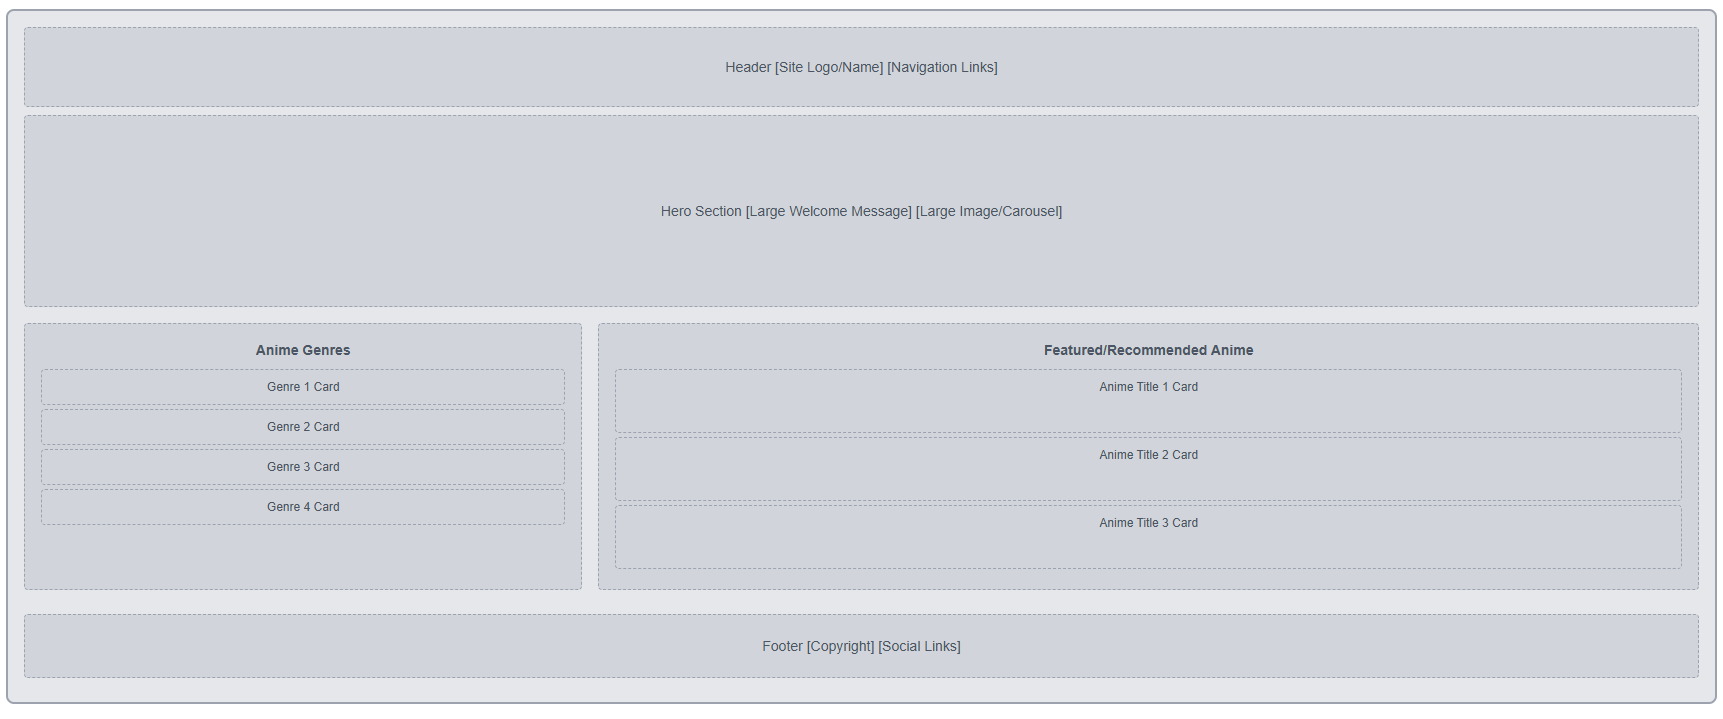 Header [Site Logo/Name] [Navigation Links]
Hero Section [Large Welcome Message] [Large Image/Carousel]
Anime Genres
Genre 1 Card
Genre 2 Card
Genre 3 Card
Genre 4 Card
Featured/Recommended Anime
Anime Title 1 Card
Anime Title 2 Card
Anime Title 3 Card
Footer [Copyright] [Social Links]